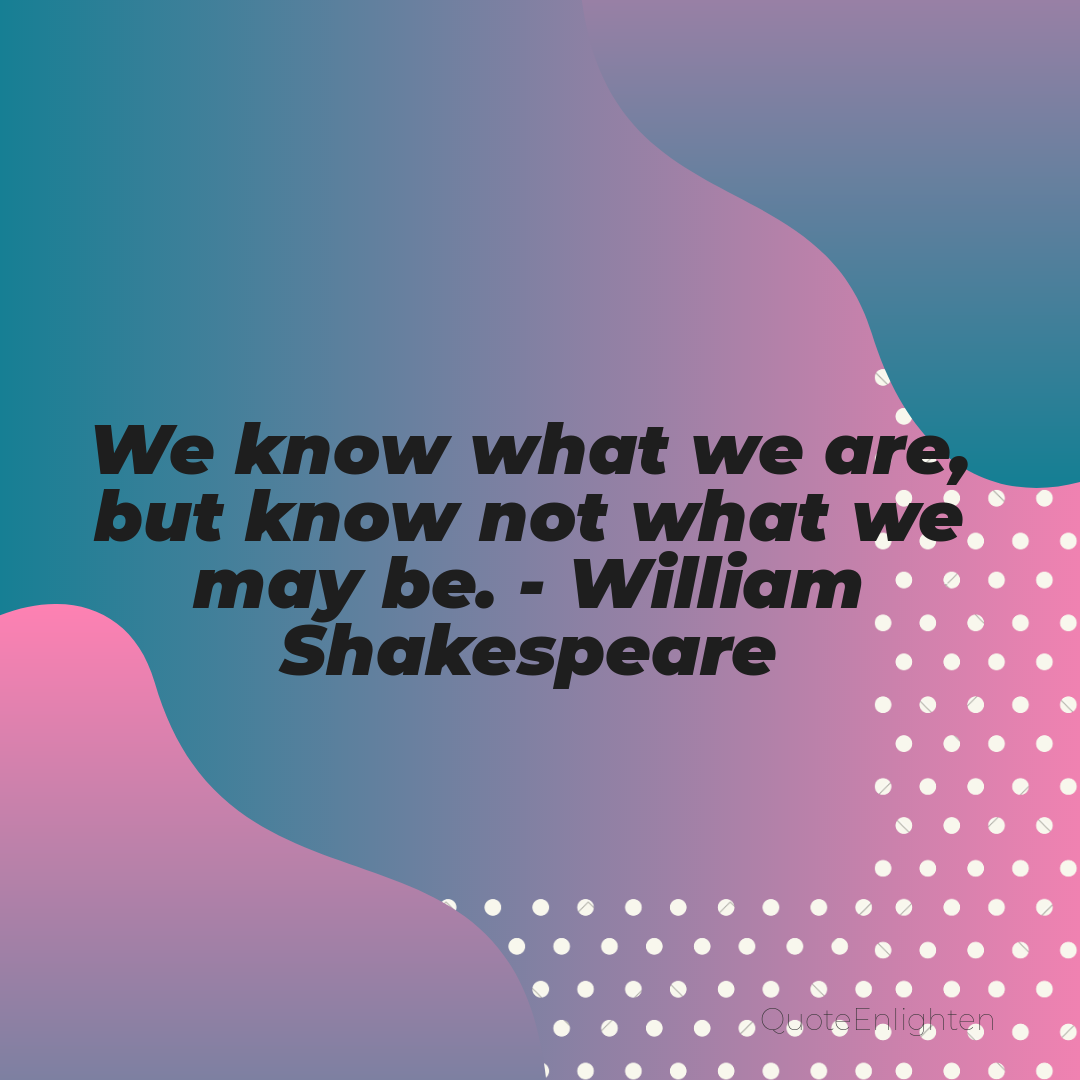 We know what we are,
but know not what we
may be. - William
Shakespeare
QuoteEnlighten